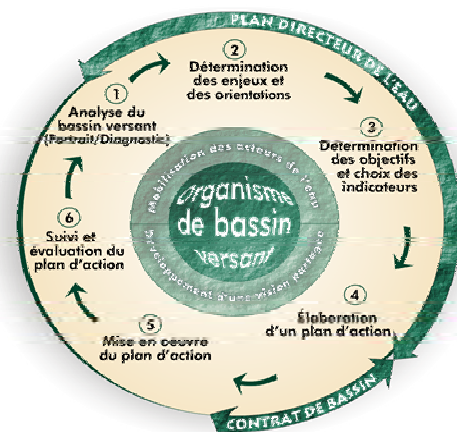 PLAN DIRECTEUR DE L'EAU
1
Analyse du
bassin versant
(Portrait/Diagnostic)
2
Détermination
des enjeux et
des orientations
3
Détermination
des objectifs
et choix des
indicateurs
4
Élaboration
d'un plan d'action
5
Mise en oeuvre
du plan d'action
6
Suivi et
évaluation du
plan d'action
Mobilisation des acteurs de l'eau
Organisme
de bassin
versant
Développement d'une vision partagée
CONTRAT DE BASSIN